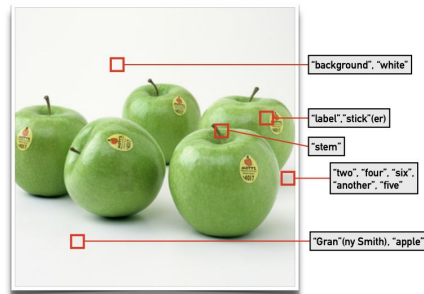 "background", "white"
"label","stick"(er)
"stem"
"two", "four", "six",
"another", "five"
"Gran"(ny Smith), "apple"